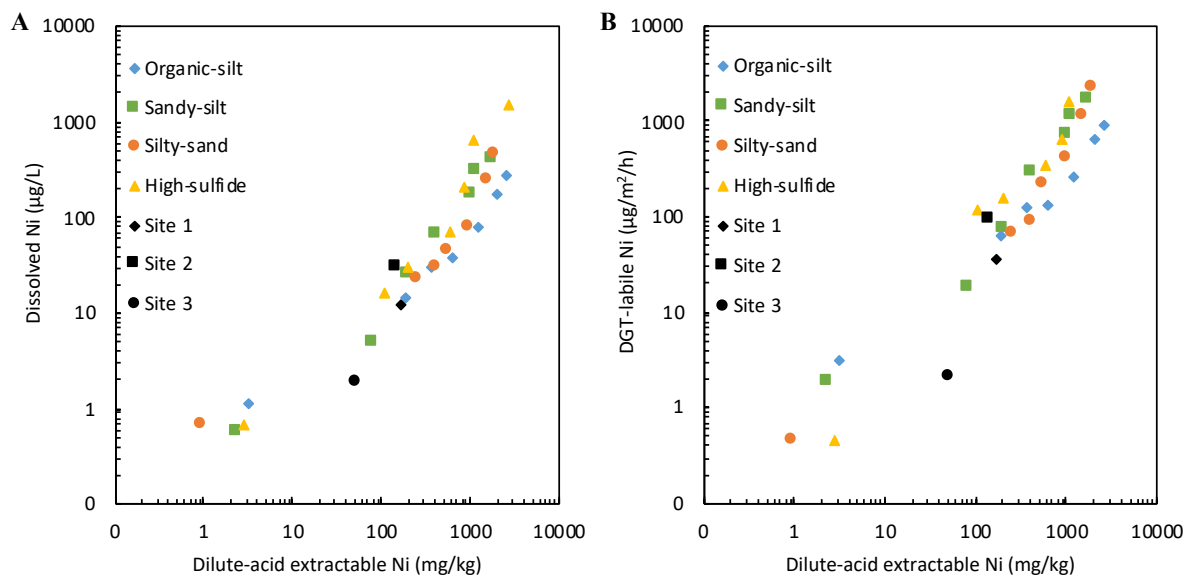 A
10000
1000
100
10
1
0
Dissolved Ni (µg/L)
Organic-silt
Sandy-silt
Silty-sand
High-sulfide
Site 1
Site 2
Site 3
0 1 10 100 1000 10000
Dilute-acid extractable Ni (mg/kg)
B
10000
1000
100
10
1
0
DGT-labile Ni (µg/m²/h)
Organic-silt
Sandy-silt
Silty-sand
High-sulfide
Site 1
Site 2
Site 3
0 1 10 100 1000 10000
Dilute-acid extractable Ni (mg/kg)